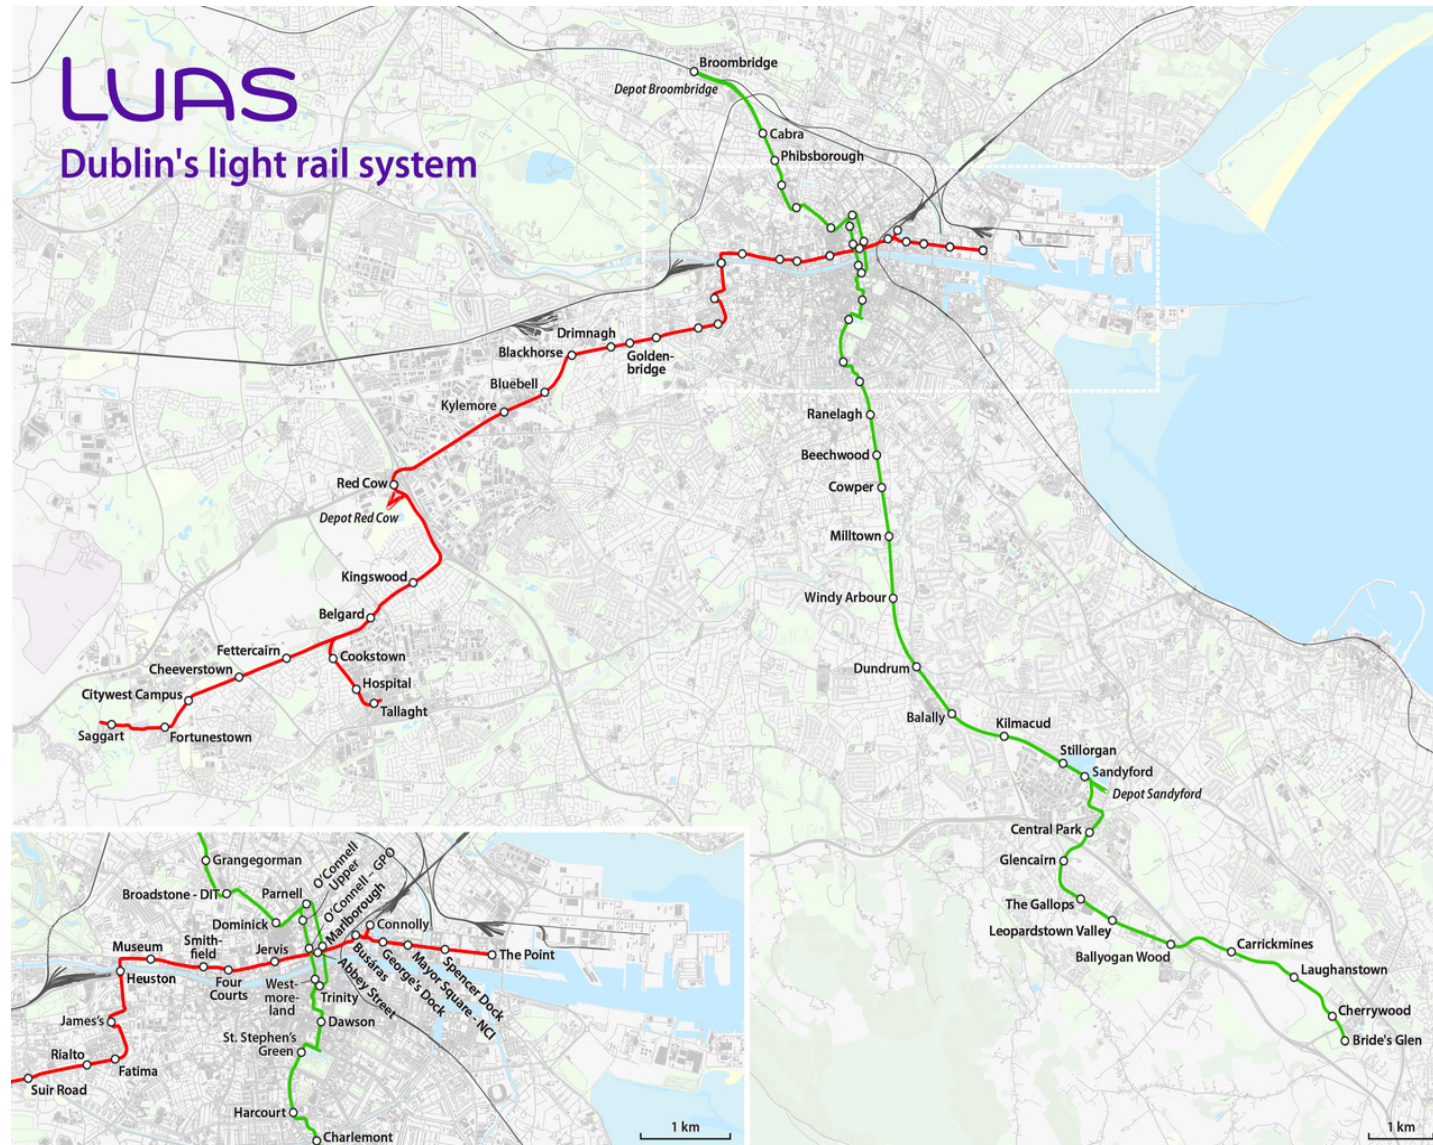 LUAS
Dublin's light rail system
Broombridge
Depot Broombridge
Cabra
Phibsborough
Drimnagh
Blackhorse
Golden-
bridge
Bluebell
Kylemore
Red Cow
Depot Red Cow
Kingswood
Belgard
Fettercairn
Cheeverstown
Citywest Campus
Saggart
Fortunestown
Cookstown
Hospital
Tallaght
Ranelagh
Beechwood
Cowper
Milltown
Windy Arbour
Dundrum
Balally
Kilmacud
Stillorgan
Sandyford
Depot Sandyford
Central Park
Glencairn
The Gallops
Leopardstown Valley
Ballyogan Wood
Carrickmines
Laughanstown
Cherrywood
Bride's Glen
1 km
Grangegorman
Broadstone - DIT
Parnell
O'Connell
Upper
O'Connell - GPO
Marlborough
Dominick
Connolly
Museum
Smith-
field
Jervis
Heuston
Four
Courts
Busáras
George's Dock
Mayor Square - NCI
Spencer Dock
The Point
Abbey Street
West-
more-
land
Trinity
James's
Dawson
St. Stephen's
Green
Rialto
Fatima
Suir Road
Harcourt
Charlemont
1 km